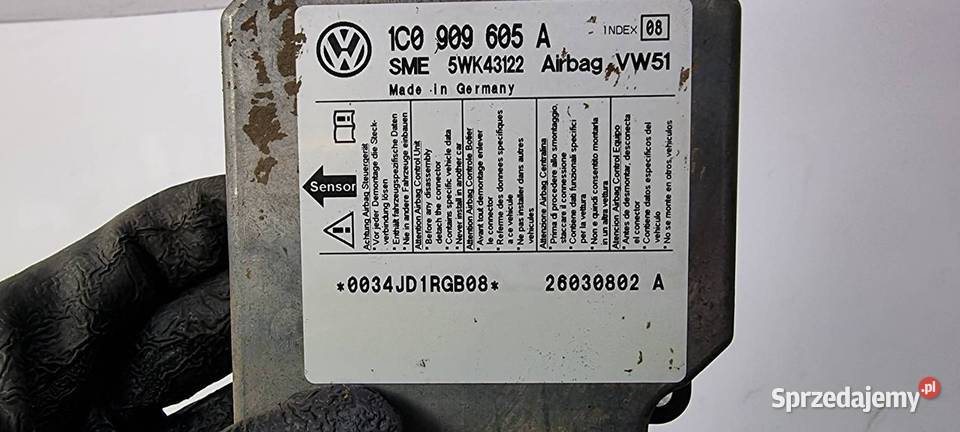 1C0 909 605 A INDEX 08
SME 5WK43122 Airbag VW51
Made in Germany
Sensor
Achtung Airbag Steuergerät
* Vor jeder Demontage die Steck-
verbindung lösen
* Enthält fahrzeugspezifische Daten
* Nie in andere Fahrzeuge einbauen
Attention Airbag Control Unit
* Before any disassembly
detach the connector
* Contains specific vehicle data
* Never install in another car
Attention Airbag Controle Boitier
* Avant tout demontage enlever
le connector
* Referme des donnees specifiques
a ce vehicule
* Ne pas installer dans autres
vehicules
Attenzione Airbag Centralina
* Prima di procedere allo smontaggio,
staccare il connessione
* Contiene dati funzionali specifici
per la vettura
* Non e quindi consentito montarla
in un altra vettura
Atencion Airbag Control Equipo
* Antes de desmontar, desconecta
el conector
* Contiene datos especificos del
vehiculo
* No se monte en otros vehiculos
*0034JD1RGB08* 26030802 A
Sprzedajemy.pl